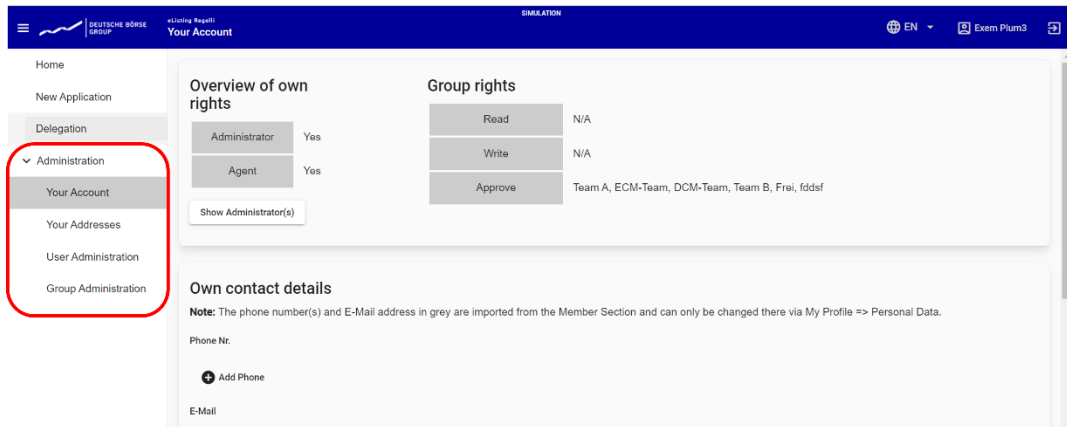 SIMULATION
DEUTSCHE BÖRSE
GROUP
eListing Regelli
Your Account
EN
Exem Plum3
Home
New Application
Delegation
Administration
Your Account
Your Addresses
User Administration
Group Administration
Overview of own
rights
Administrator Yes
Agent Yes
Show Administrator(s)
Group rights
Read N/A
Write N/A
Approve Team A, ECM-Team, DCM-Team, Team B, Frei, fddsf
Own contact details
Note: The phone number(s) and E-Mail address in grey are imported from the Member Section and can only be changed there via My Profile => Personal Data.
Phone Nr.
Add Phone
E-Mail